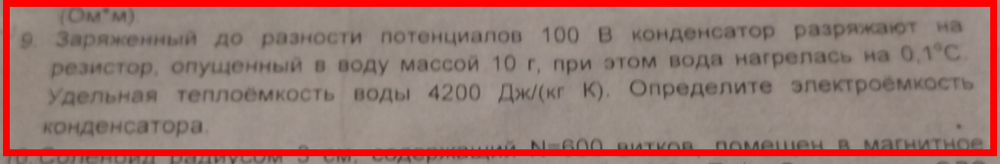 (Ом*м)
9. Заряженный до разности потенциалов 100 В конденсатор разряжают на
резистор, опущенный в воду массой 10 г, при этом вода нагрелась на 0,1°С.
Удельная теплоёмкость воды 4200 Дж/(кг К). Определите электроёмкость
конденсатора.
10. Соленоид радиусом 3 см, содержащий N=600 витков, помещен в магнитное